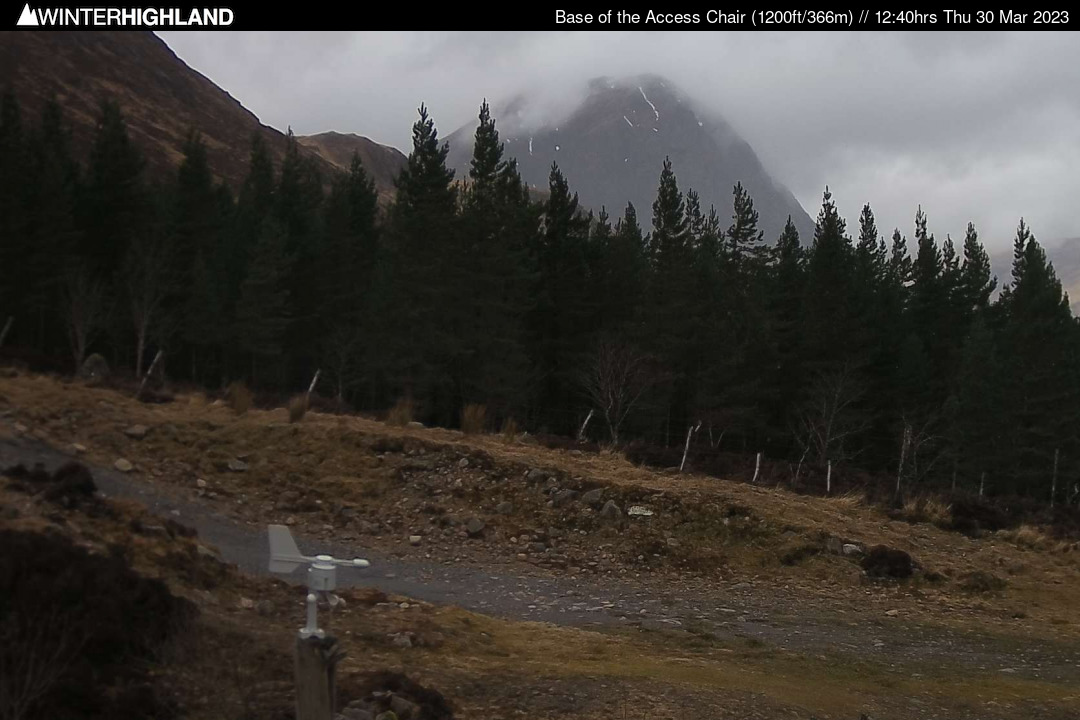 WINTERHIGHLAND
Base of the Access Chair (1200ft/366m) // 12:40hrs Thu 30 Mar 2023